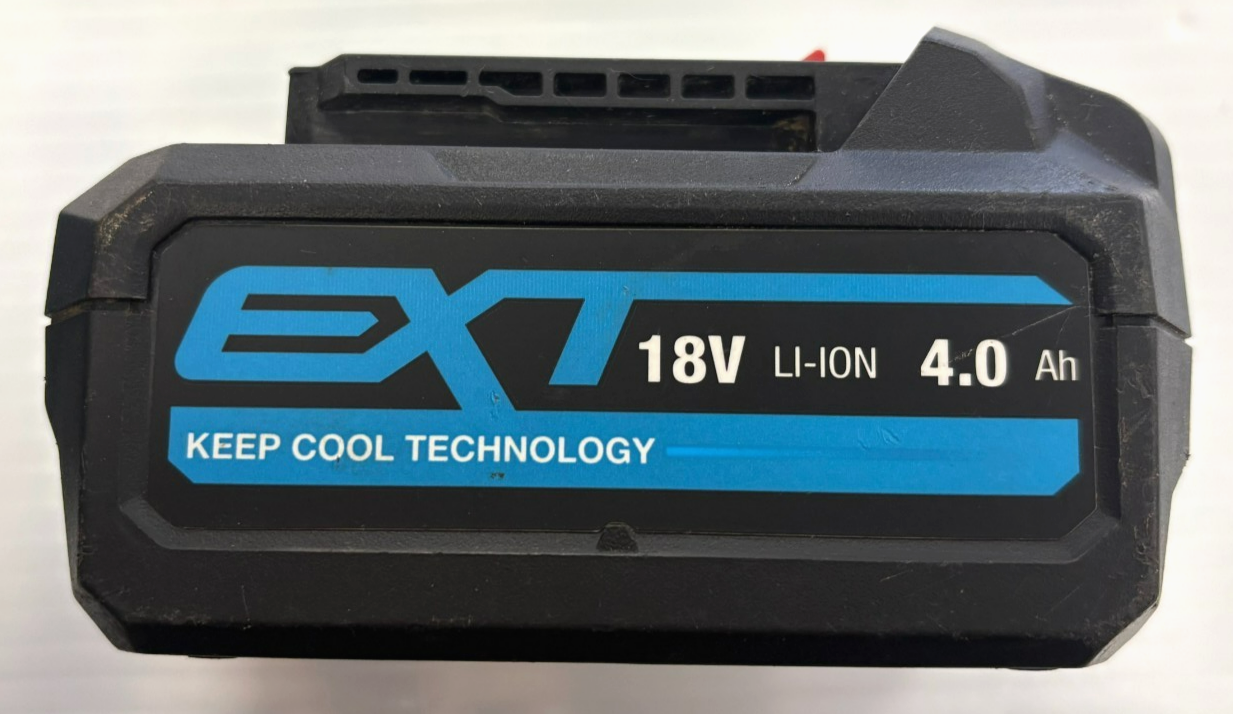 EXT
18V LI-ION 4.0 Ah
KEEP COOL TECHNOLOGY